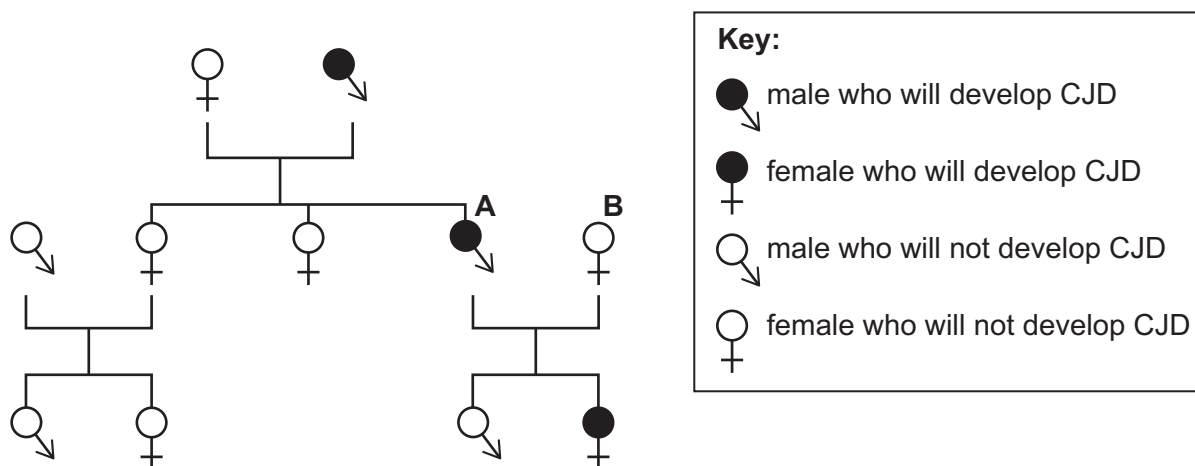 Key:
male who will develop CJD
female who will develop CJD
male who will not develop CJD
female who will not develop CJD
A
B